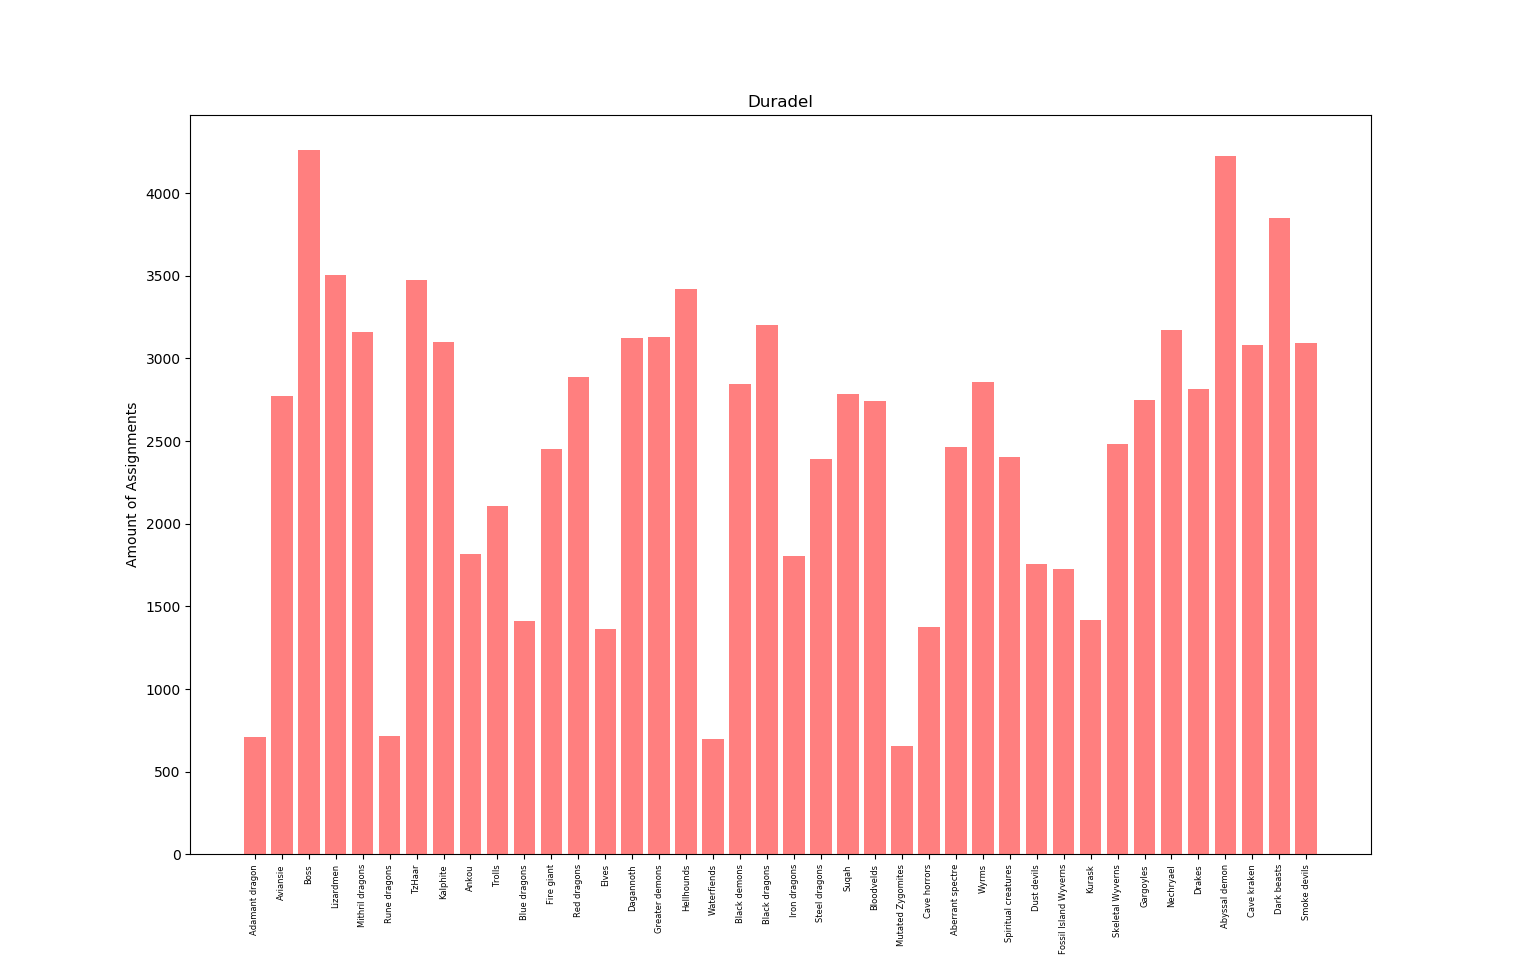 Duradel
Amount of Assignments
4000
3500
3000
2500
2000
1500
1000
500
0
Adamant dragon
Aviansie
Boss
Lizardmen
Mithril dragons
Rune dragons
TzHaar
Kalphite
Ankou
Trolls
Blue dragons
Fire giant
Red dragons
Elves
Dagannoth
Greater demons
Hellhounds
Waterfiends
Black demons
Black dragons
Iron dragons
Steel dragons
Suqah
Bloodvelds
Mutated Zygomites
Cave horrors
Aberrant spectre
Wyrms
Spiritual creatures
Dust devils
Fossil Island Wyverns
Kurask
Skeletal Wyverns
Gargoyles
Nechryael
Drakes
Abyssal demon
Cave kraken
Dark beasts
Smoke devils